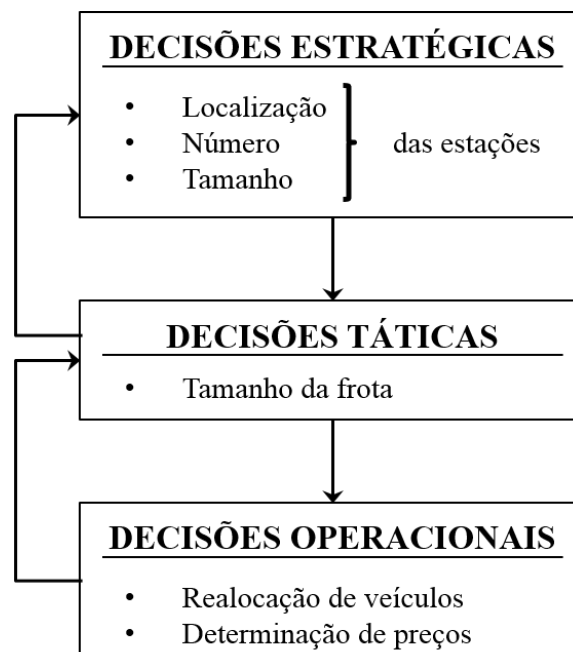 DECISÕES ESTRATÉGICAS
• Localização
• Número das estações
• Tamanho
DECISÕES TÁTICAS
• Tamanho da frota
DECISÕES OPERACIONAIS
• Realocação de veículos
• Determinação de preços